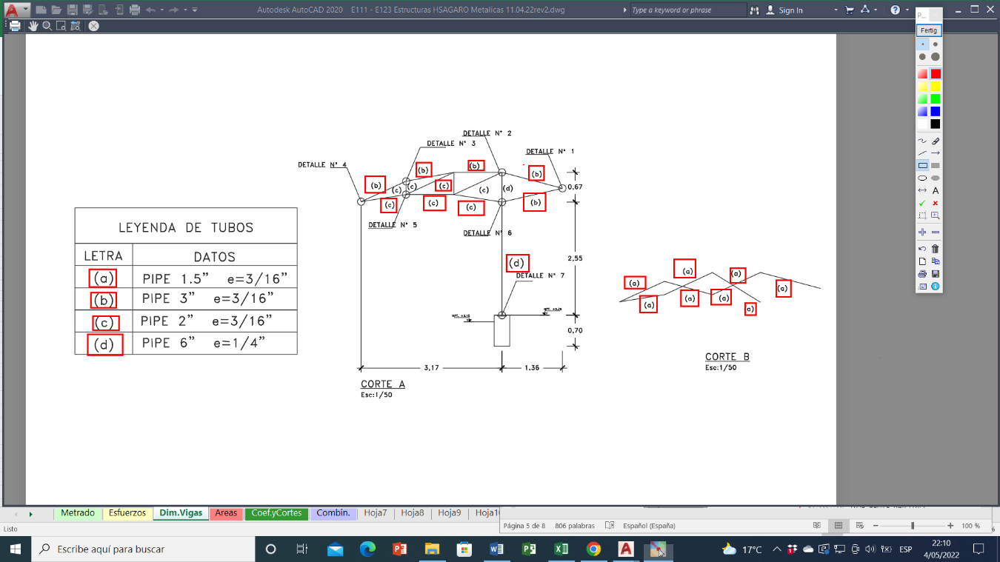 Autodesk AutoCAD 2020 E111 - E123 Estructuras HSAGARO Metalicas 11.04.22rev2.dwg
Type a keyword or phrase
Sign In
P...
Fertig
DETALLE N° 2
DETALLE N° 3
DETALLE N° 1
DETALLE N° 4
(b)
(b)
(b)
(b)
(c)
(c)
(c)
(c)
(d)
0,67
(c)
(c)
(c)
(b)
DETALLE N° 5
DETALLE N° 6
LEYENDA DE TUBOS
LETRA DATOS
(a) PIPE 1.5” e=3/16”
(b) PIPE 3” e=3/16”
(c) PIPE 2” e=3/16”
(d) PIPE 6” e=1/4”
(d)
2,55
DETALLE N° 7
0,70
3,17
1,36
CORTE A
Esc:1/50
(a)
(a)
(a)
(a)
(a)
(a)
(a)
a)
CORTE B
Esc:1/50
Metrado Esfuerzos Dim.Vigas Areas Coef.yCortes Combin. Hoja7 Hoja8 Hoja9
Página 5 de 8 806 palabras Español (España) 100 %
Listo
Escribe aquí para buscar
17°C
ESP
22:10
4/05/2022